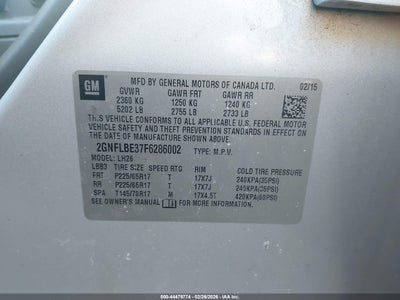 GM
MFD BY GENERAL MOTORS OF CANADA LTD. 02/15
GVWR GAWR FRT GAWR RR
2360 KG 1250 KG 1240 KG
5202 LB 2755 LB 2733 LB
THIS VEHICLE CONFORMS TO ALL APPLICABLE U.S. FEDERAL MOTOR
VEHICLE SAFETY AND THEFT PREVENTION STANDARDS IN EFFECT ON
THE DATE OF MANUFACTURE SHOWN ABOVE.
2GNFLBE37F6286002 TYPE: M.P.V.
MODEL: LH26
LBB3 TIRE SIZE SPEED RTG RIM COLD TIRE PRESSURE
FRT P225/65R17 T 17X7J 240KPA(35PSI)
RR P225/65R17 T 17X7J 240KPA(35PSI)
SPA T145/70R17 M 17X4.5T 420KPA(60PSI)
SEE OWNER'S MANUAL FOR MORE INFORMATION.
000-44479774 - 02/26/2026 - IAAI.COM